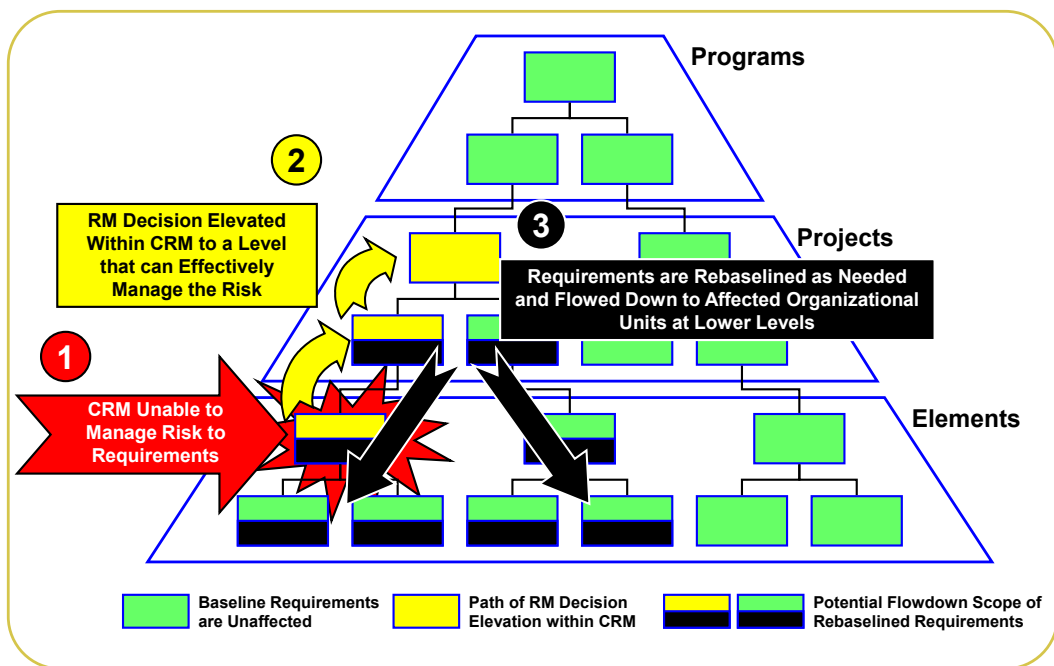 Programs
2
RM Decision Elevated
Within CRM to a Level
that can Effectively
Manage the Risk
3
Projects
Requirements are Rebaselined as Needed
and Flowed Down to Affected Organizational
Units at Lower Levels
1
CRM Unable to
Manage Risk to
Requirements
Elements
Baseline Requirements
are Unaffected
Path of RM Decision
Elevation within CRM
Potential Flowdown Scope of
Rebaselined Requirements